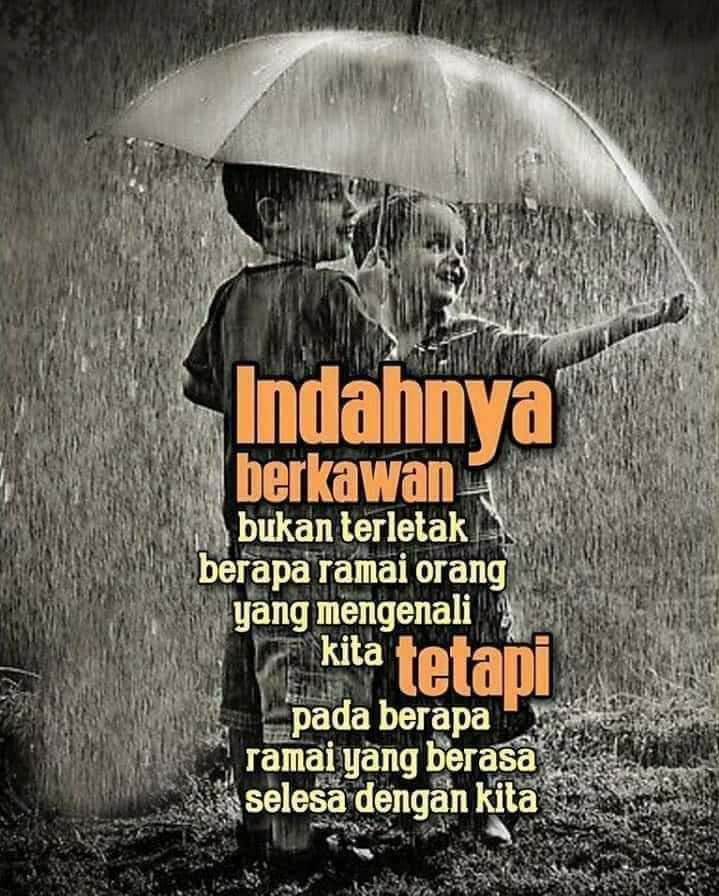 Indahnya
berkawan
bukan terletak
berapa ramai orang
yang mengenali
kita tetapi
pada berapa
ramai yang berasa
selesa dengan kita